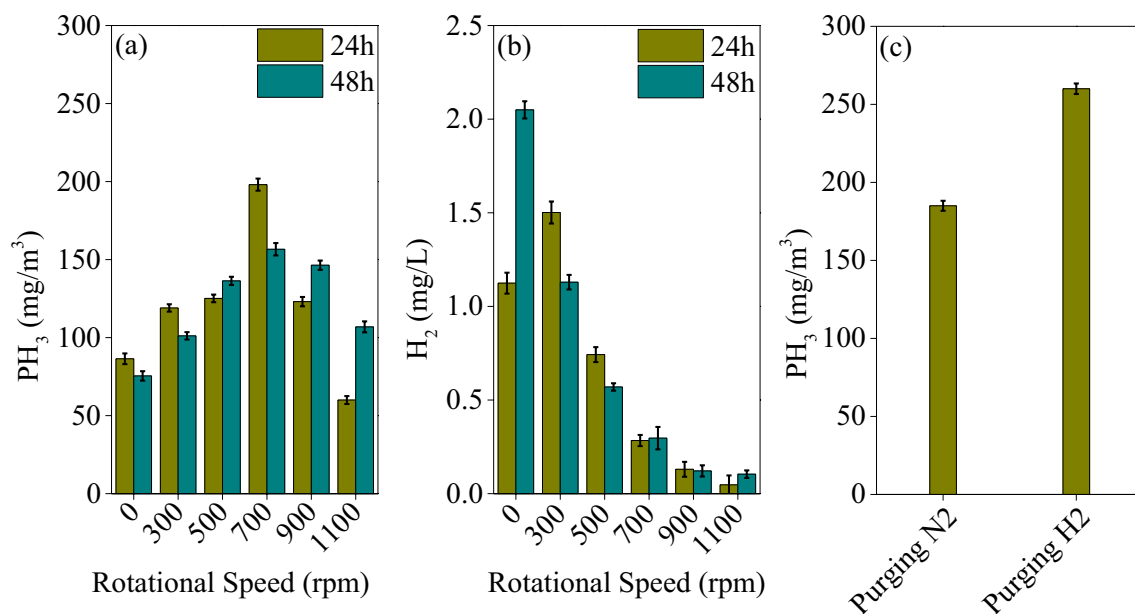 (a)
24h
48h
300
250
200
150
100
50
0
PH3 (mg/m3)
0
300
500
700
900
1100
Rotational Speed (rpm)
(b)
24h
48h
2.5
2.0
1.5
1.0
0.5
0.0
H2 (mg/L)
0
300
500
700
900
1100
Rotational Speed (rpm)
(c)
300
250
200
150
100
50
0
PH3 (mg/m3)
Purging N2
Purging H2